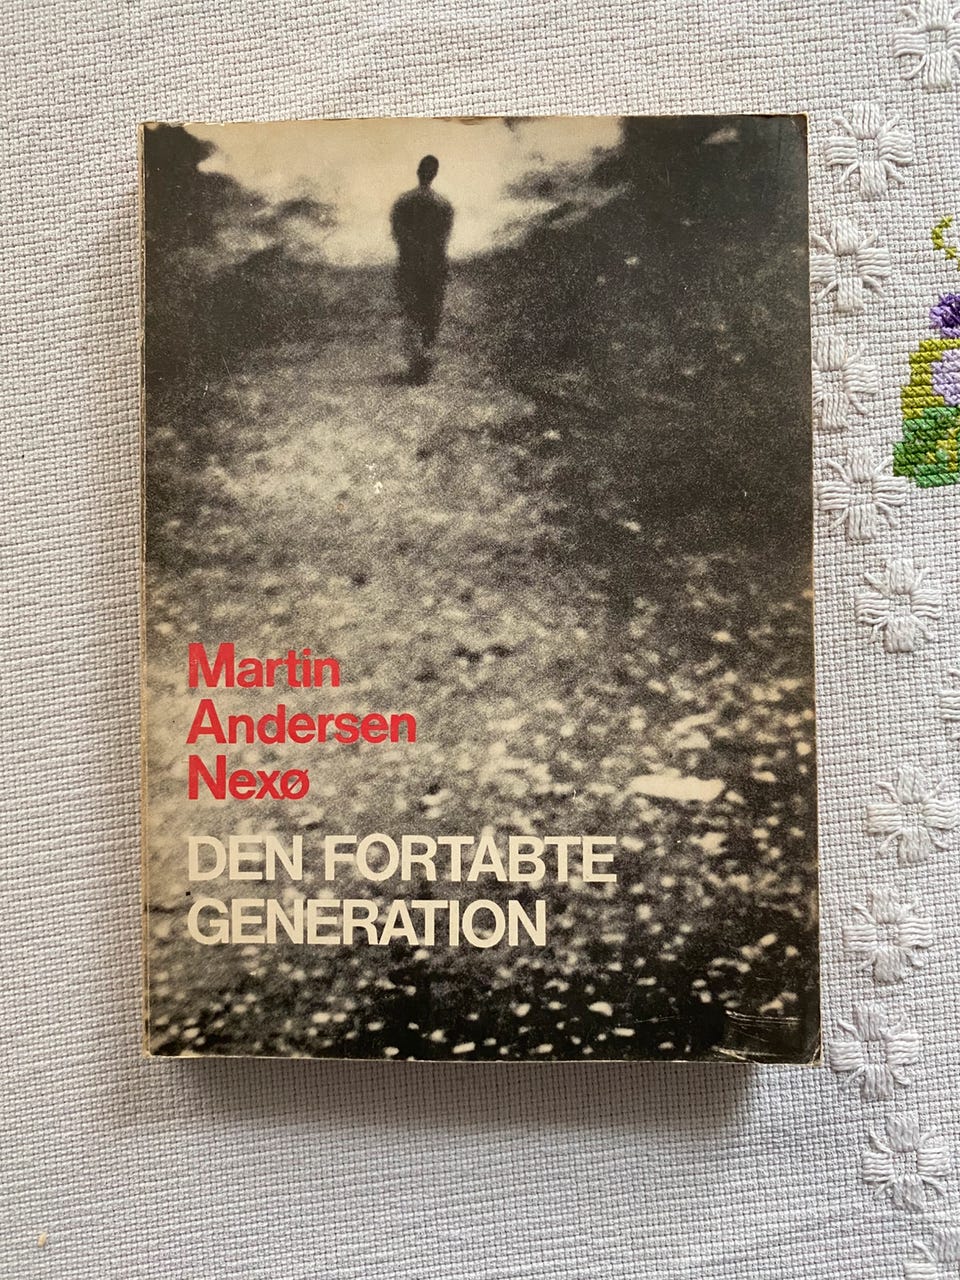 Martin
Andersen
Nexø
DEN FORTABTE
GENERATION